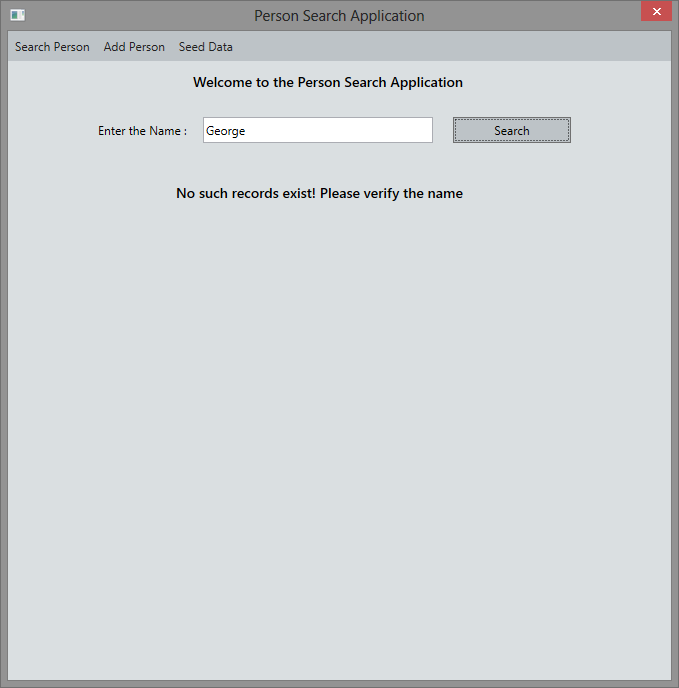 Person Search Application
Search Person Add Person Seed Data
Welcome to the Person Search Application
Enter the Name : George Search
No such records exist! Please verify the name